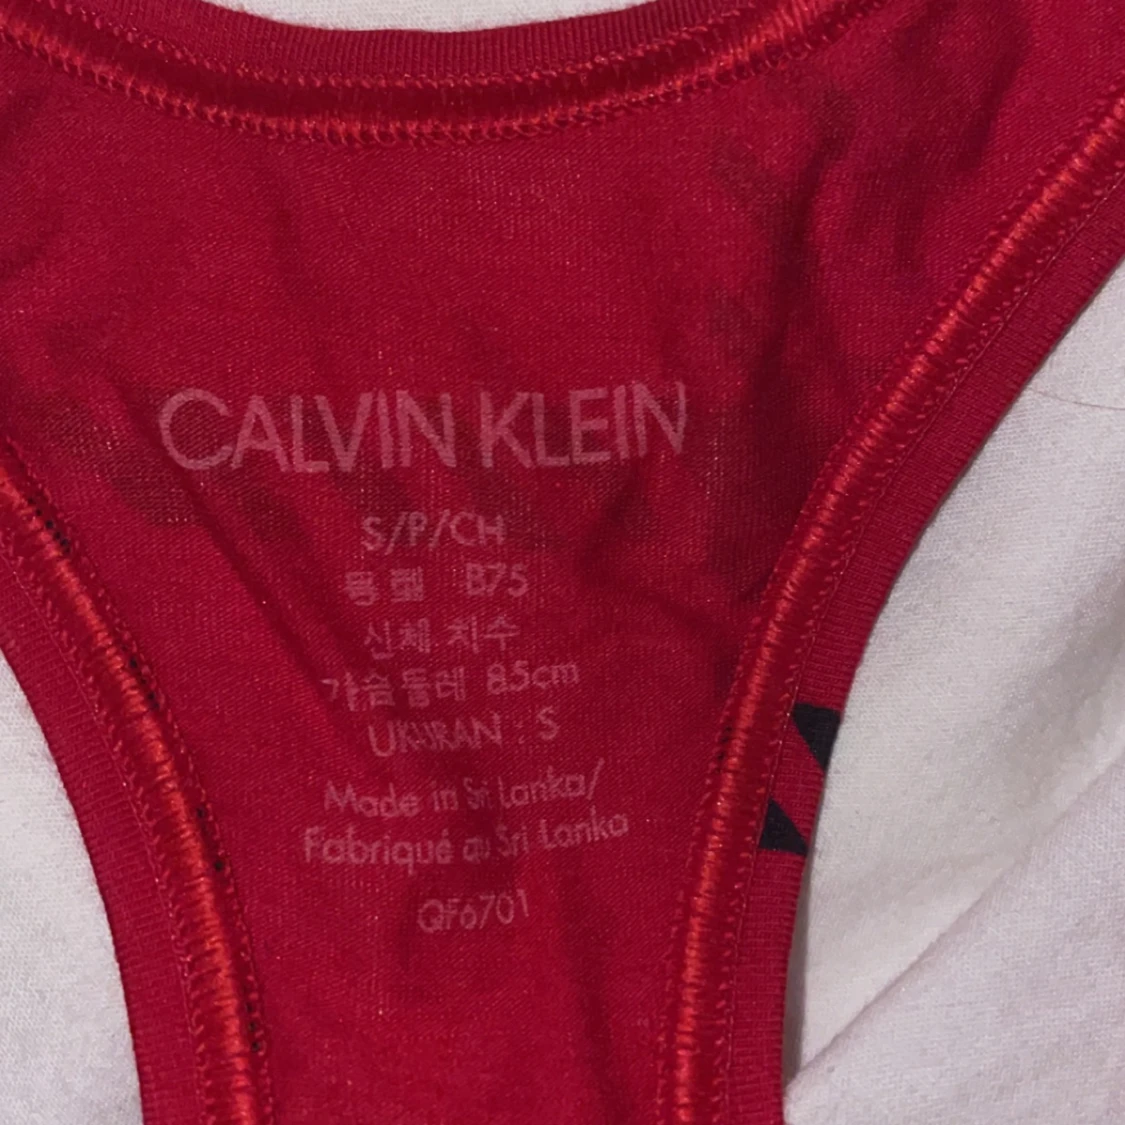 CALVIN KLEIN
S/P/CH
B75
신체 치수
가슴둘레 85cm
UKURAN : S
Made in Sri Lanka/
Fabriqué au Sri Lanka
QF6701